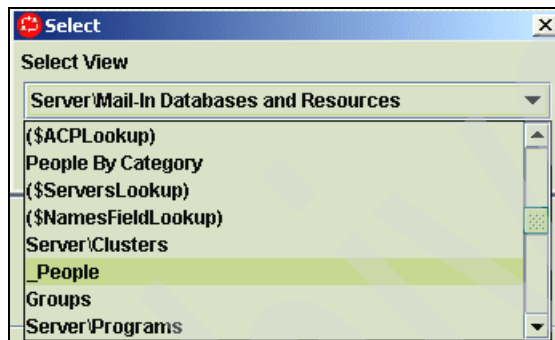 Select
Select View
Server\Mail-In Databases and Resources
($ACPLookup)
People By Category
($ServersLookup)
($NamesFieldLookup)
Server\Clusters
_People
Groups
Server\Programs